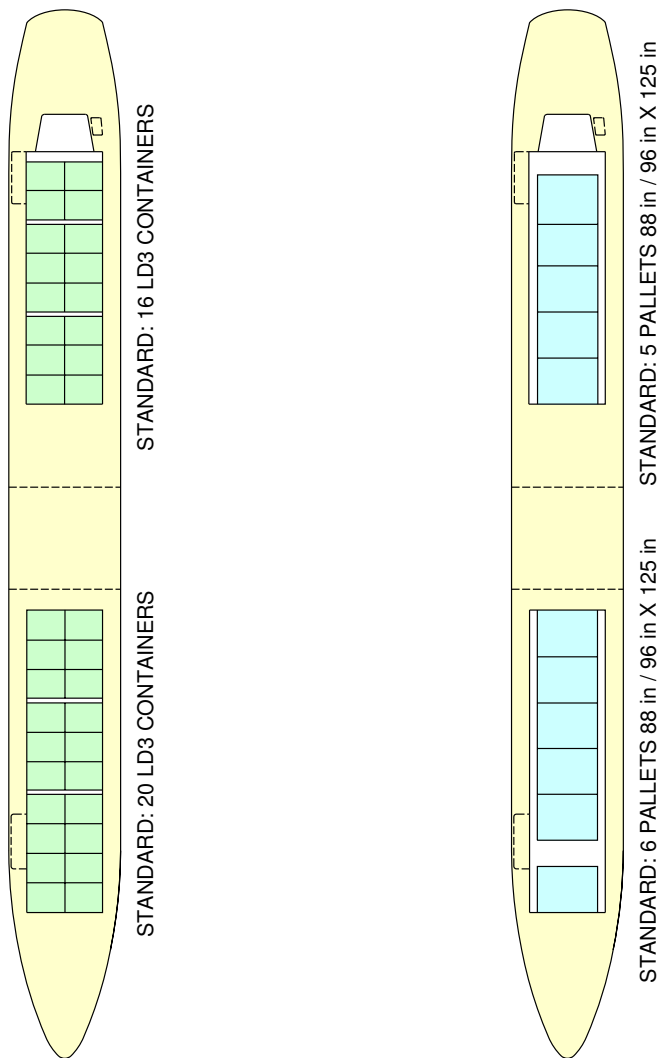 STANDARD: 16 LD3 CONTAINERS
STANDARD: 20 LD3 CONTAINERS
STANDARD: 5 PALLETS 88 in / 96 in X 125 in
STANDARD: 6 PALLETS 88 in / 96 in X 125 in